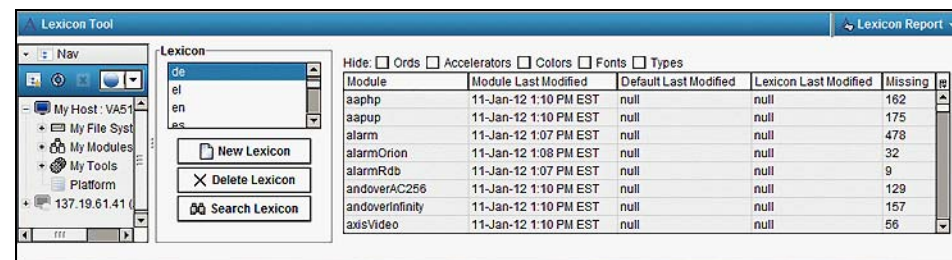 Lexicon Tool
Lexicon Report
Nav
My Host : VA51
My File Syst
My Modules
My Tools
Platform
137.19.61.41 (
Lexicon
de
el
en
es
New Lexicon
Delete Lexicon
Search Lexicon
Hide: Ords Accelerators Colors Fonts Types
Module Module Last Modified Default Last Modified Lexicon Last Modified Missing
aaphp 11-Jan-12 1:10 PM EST null null 162
aapup 11-Jan-12 1:10 PM EST null null 175
alarm 11-Jan-12 1:07 PM EST null null 478
alarmOrion 11-Jan-12 1:08 PM EST null null 32
alarmRdb 11-Jan-12 1:07 PM EST null null 9
andoverAC256 11-Jan-12 1:10 PM EST null null 129
andoverInfinity 11-Jan-12 1:10 PM EST null null 157
axisVideo 11-Jan-12 1:10 PM EST null null 56